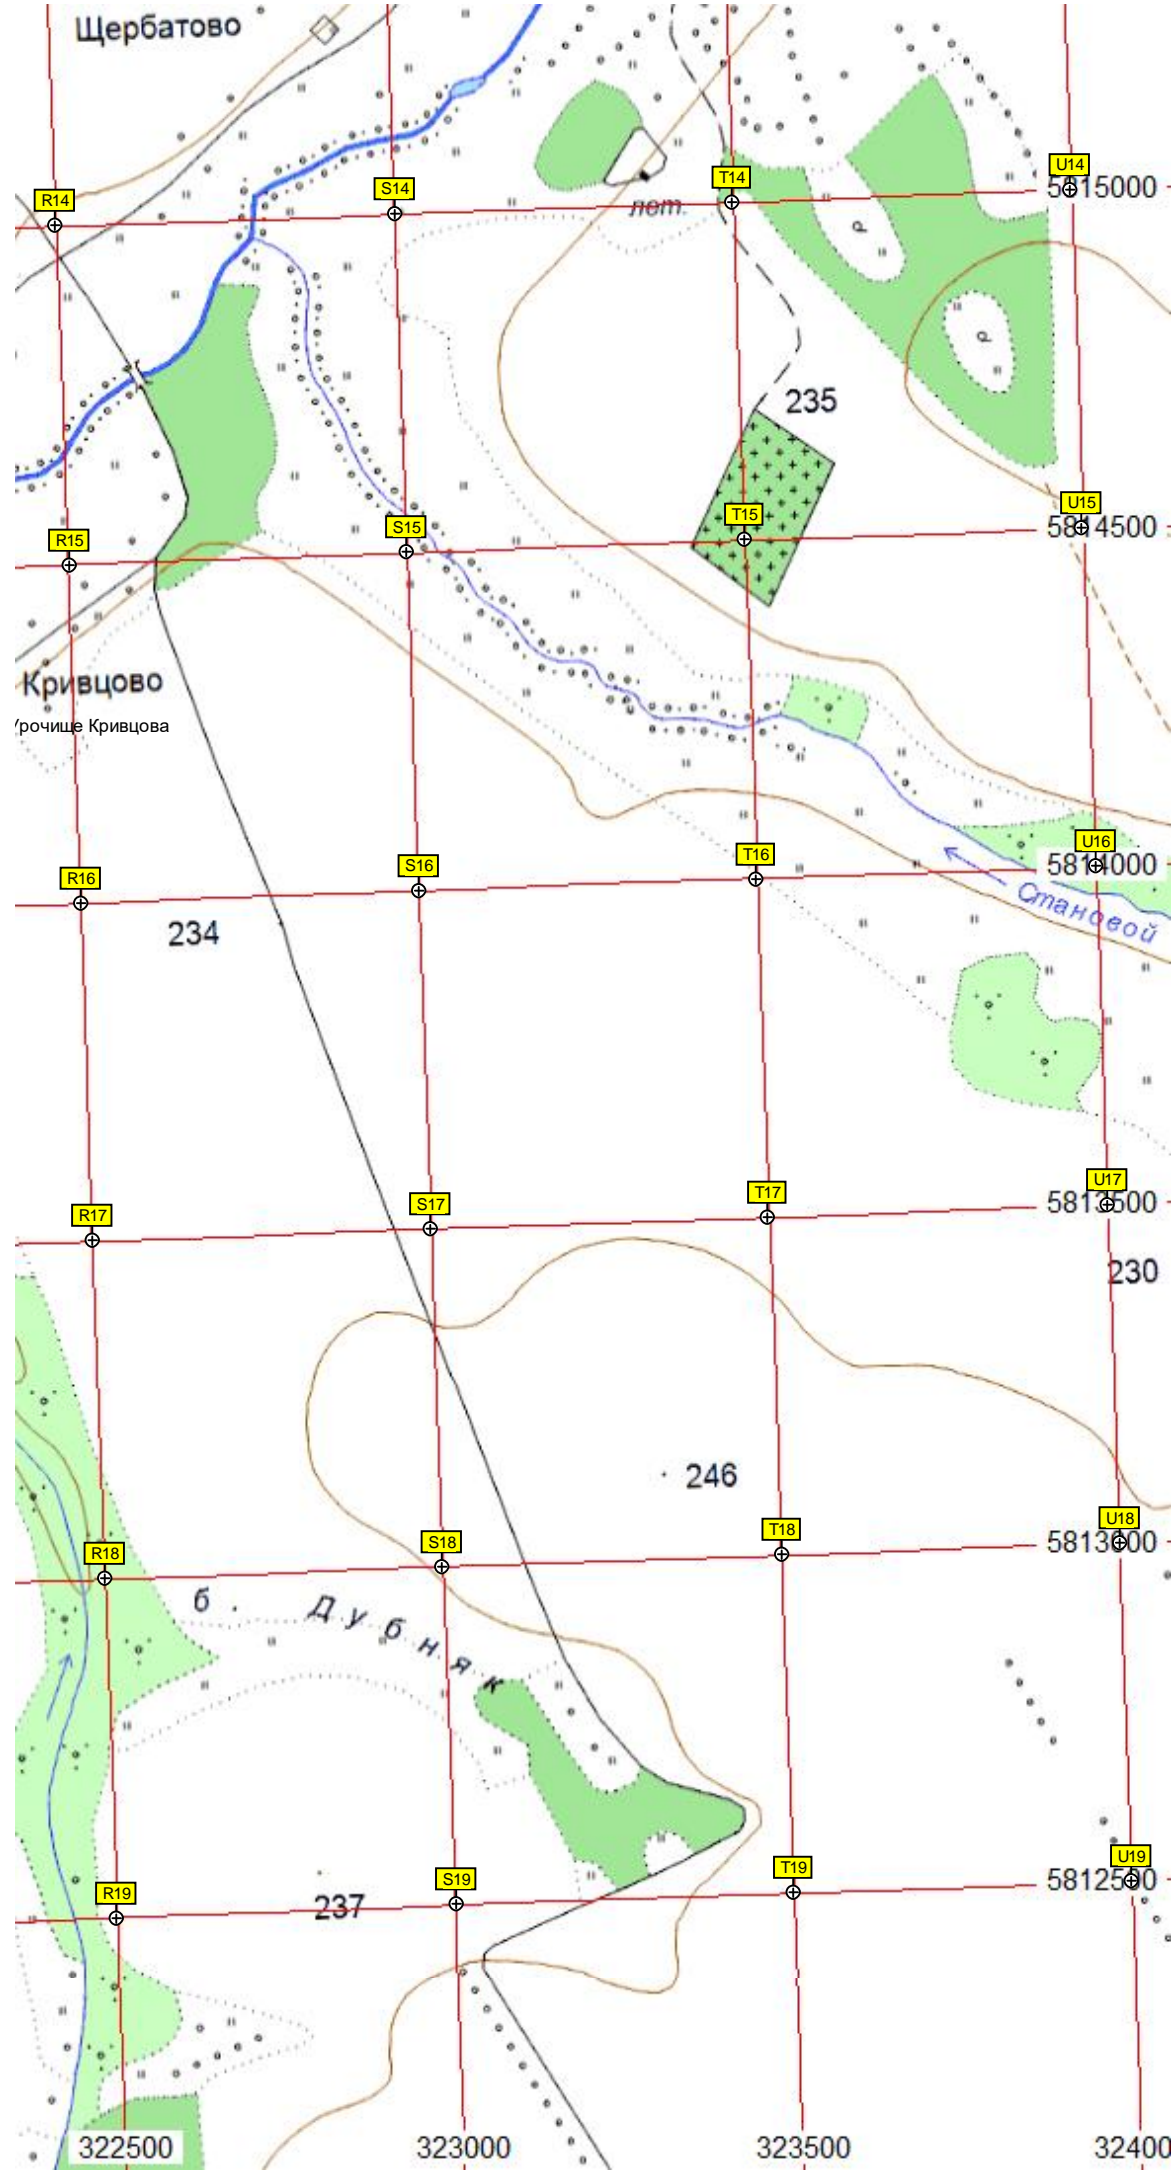 Щербатово
U14
T14
S14
R14
5815000
лет.
р
р
235
U15
T15
S15
R15
5814500
Кривцово
Урочище Кривцова
U16
T16
S16
R16
5814000
Становой
234
U17
T17
S17
R17
5813500
230
246
U18
T18
S18
R18
5813000
б. Дубняк
U19
T19
S19
R19
5812500
237
322500
323000
323500
32400